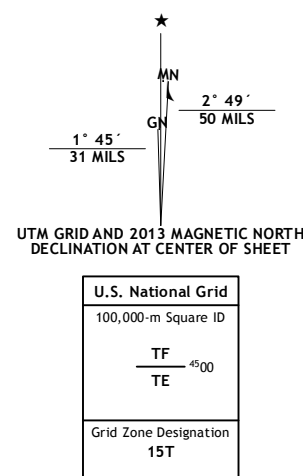 MN
GN
2° 49´
50 MILS
1° 45´
31 MILS
UTM GRID AND 2013 MAGNETIC NORTH
DECLINATION AT CENTER OF SHEET
U.S. National Grid
100,000-m Square ID
TF
4500
TE
Grid Zone Designation
15T